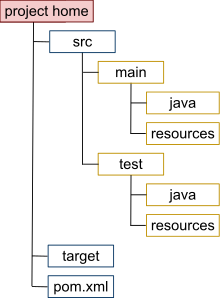 project home
src
main
java
resources
test
java
resources
target
pom.xml